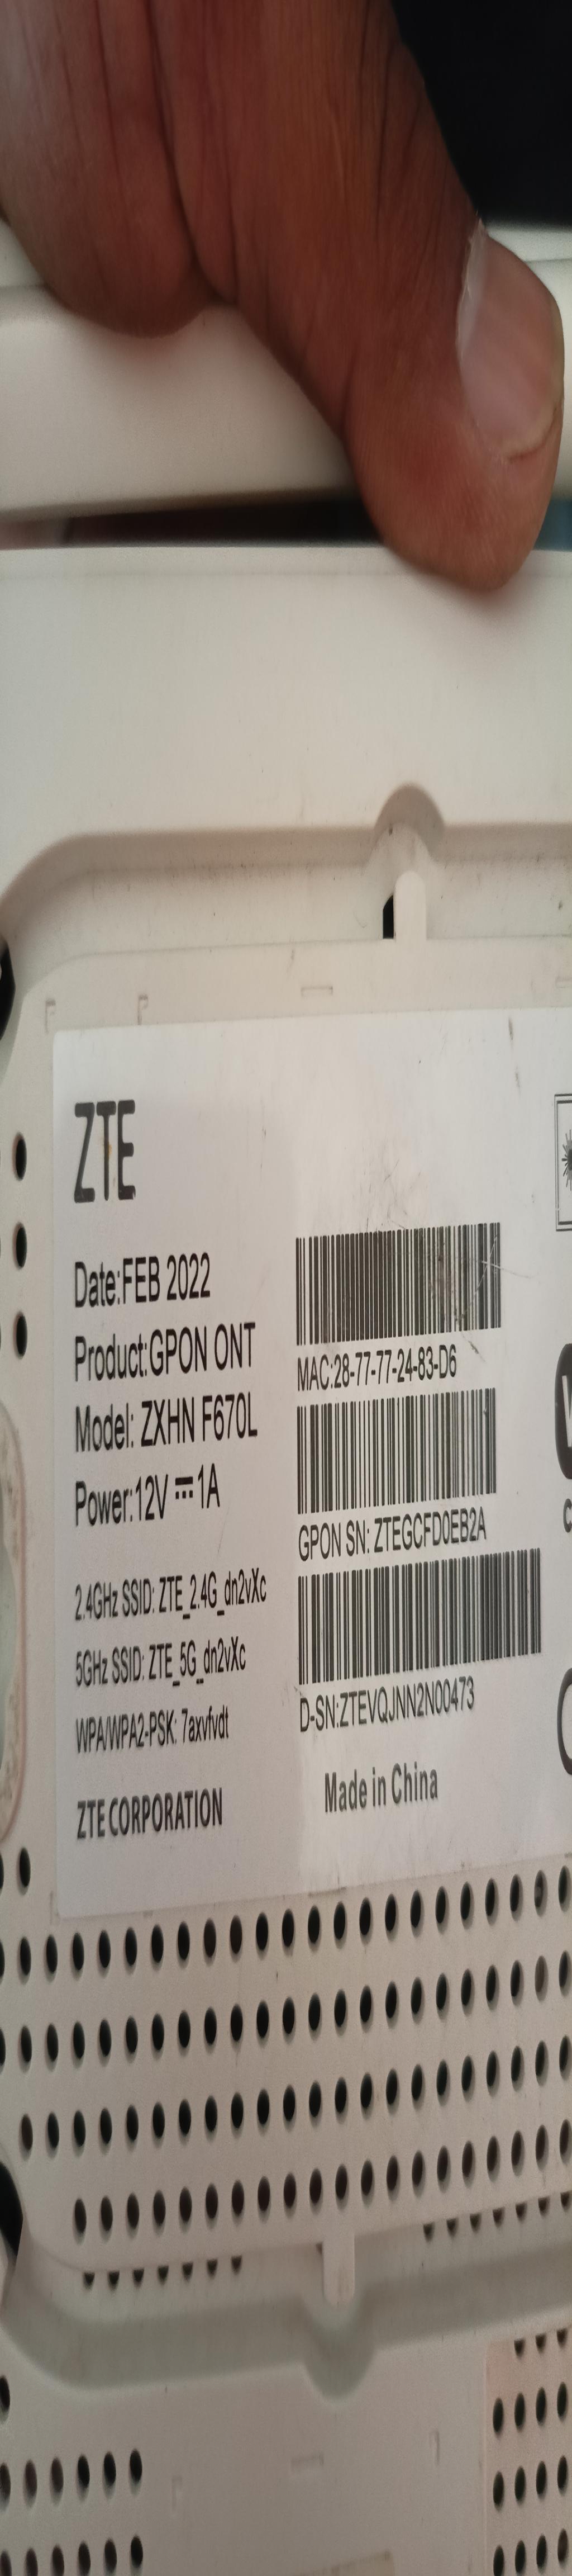 ZTE
Date:FEB 2022
Product:GPON ONT
Model: ZXHN F670L
Power:12V⎓1A
2.4GHz SSID: ZTE_2.4G_dn2vXc
5GHz SSID: ZTE_5G_dn2vXc
WPA/WPA2-PSK: 7axvfvdt
ZTE CORPORATION
MAC:28-77-77-24-83-D6
GPON SN: ZTEGCFD0EB2A
D-SN:ZTEVQJNN2N00473
Made in China